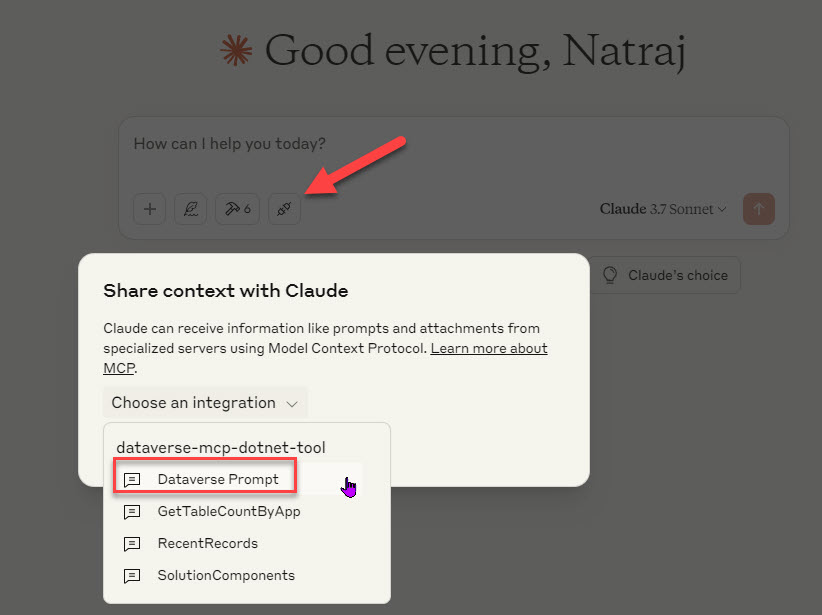 Good evening, Natraj
How can I help you today?
6
Claude 3.7 Sonnet
Claude's choice
Share context with Claude
Claude can receive information like prompts and attachments from
specialized servers using Model Context Protocol. Learn more about
MCP.
Choose an integration
dataverse-mcp-dotnet-tool
Dataverse Prompt
GetTableCountByApp
RecentRecords
SolutionComponents